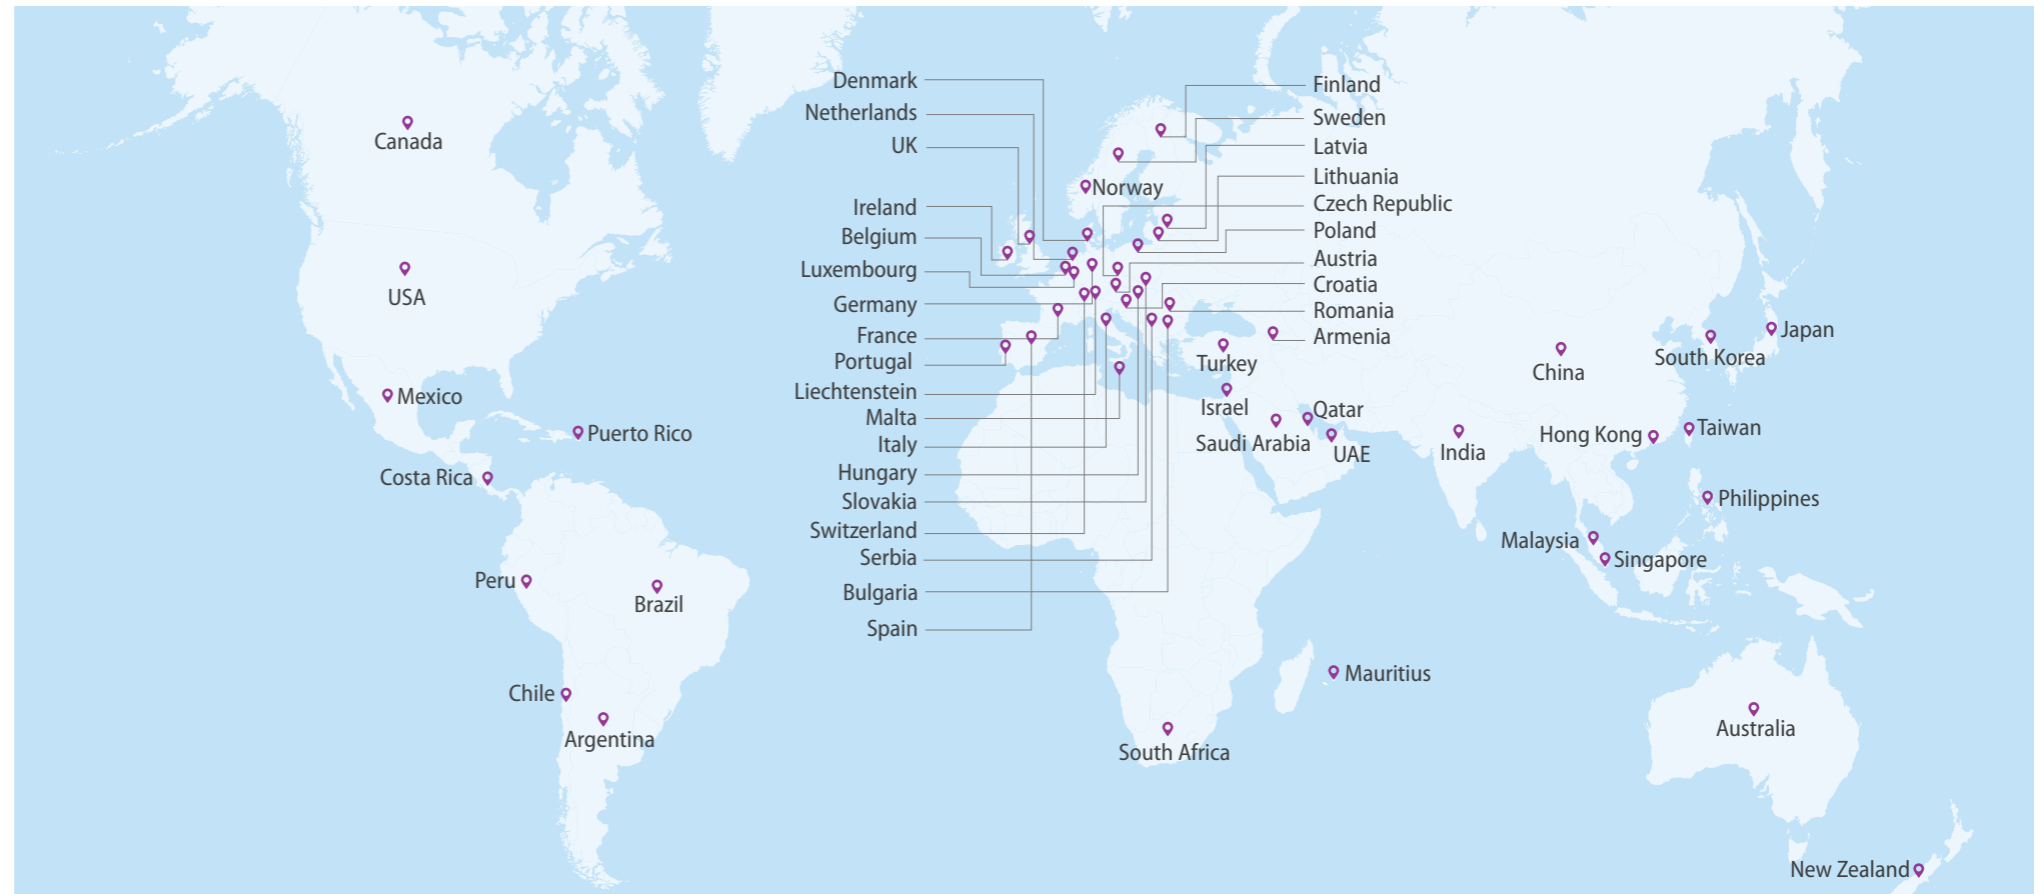 Canada
USA
Mexico
Puerto Rico
Costa Rica
Peru
Brazil
Chile
Argentina
Denmark
Netherlands
UK
Ireland
Belgium
Luxembourg
Germany
France
Portugal
Liechtenstein
Malta
Italy
Hungary
Slovakia
Switzerland
Serbia
Bulgaria
Spain
Norway
Finland
Sweden
Latvia
Lithuania
Czech Republic
Poland
Austria
Croatia
Romania
Armenia
Turkey
Israel
Qatar
Saudi Arabia
UAE
South Africa
Mauritius
India
China
South Korea
Japan
Hong Kong
Taiwan
Philippines
Malaysia
Singapore
Australia
New Zealand